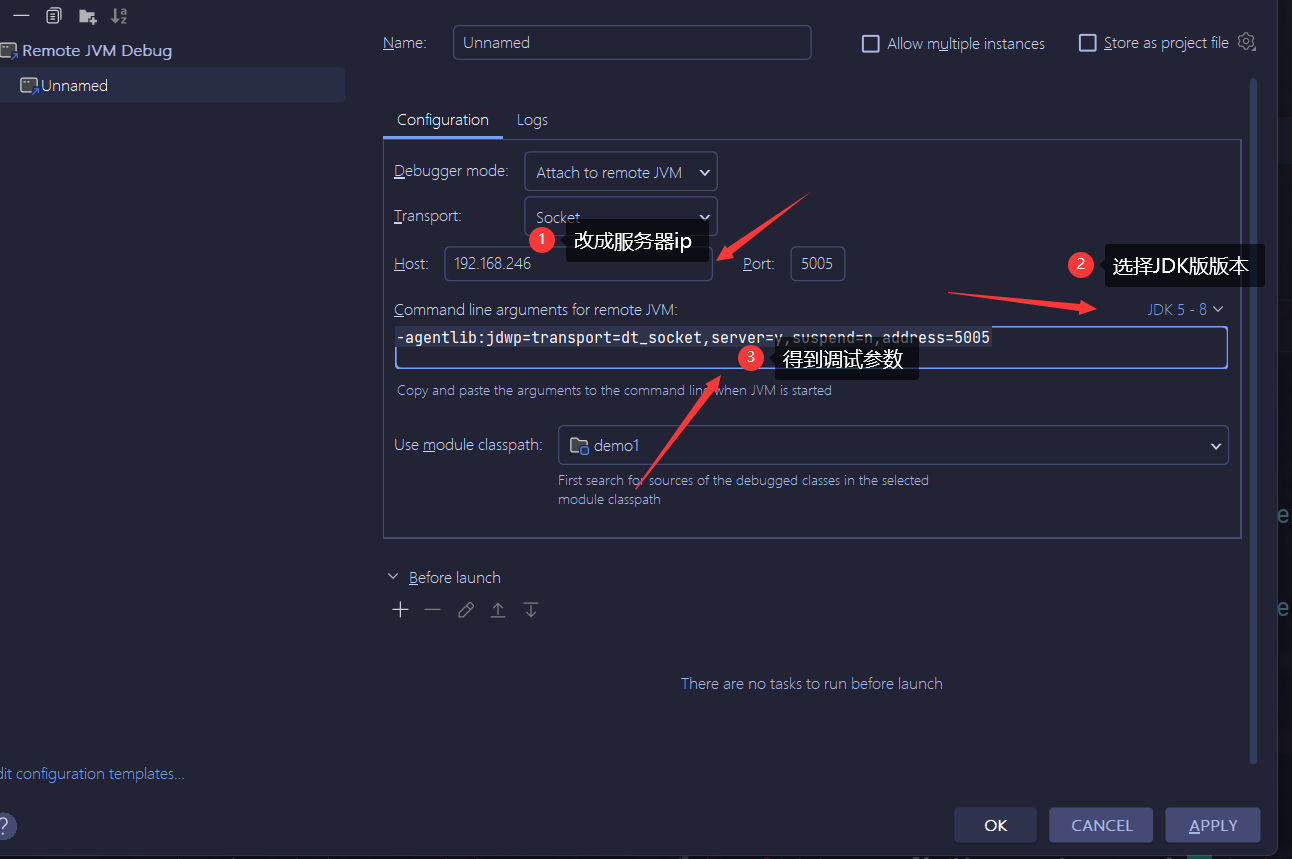 Remote JVM Debug
Unnamed
Name: Unnamed
Allow multiple instances
Store as project file
Configuration Logs
Debugger mode: Attach to remote JVM
Transport: Socket
1 改成服务器ip
Host: 192.168.246
Port: 5005
2 选择JDK版版本
Command line arguments for remote JVM:
JDK 5 - 8
-agentlib:jdwp=transport=dt_socket,server=y,suspend=n,address=5005
3 得到调试参数
Copy and paste the arguments to the command line when JVM is started
Use module classpath: demo1
First search for sources of the debugged classes in the selected
module classpath
Before launch
There are no tasks to run before launch
dit configuration templates...
?
OK CANCEL APPLY
e
e